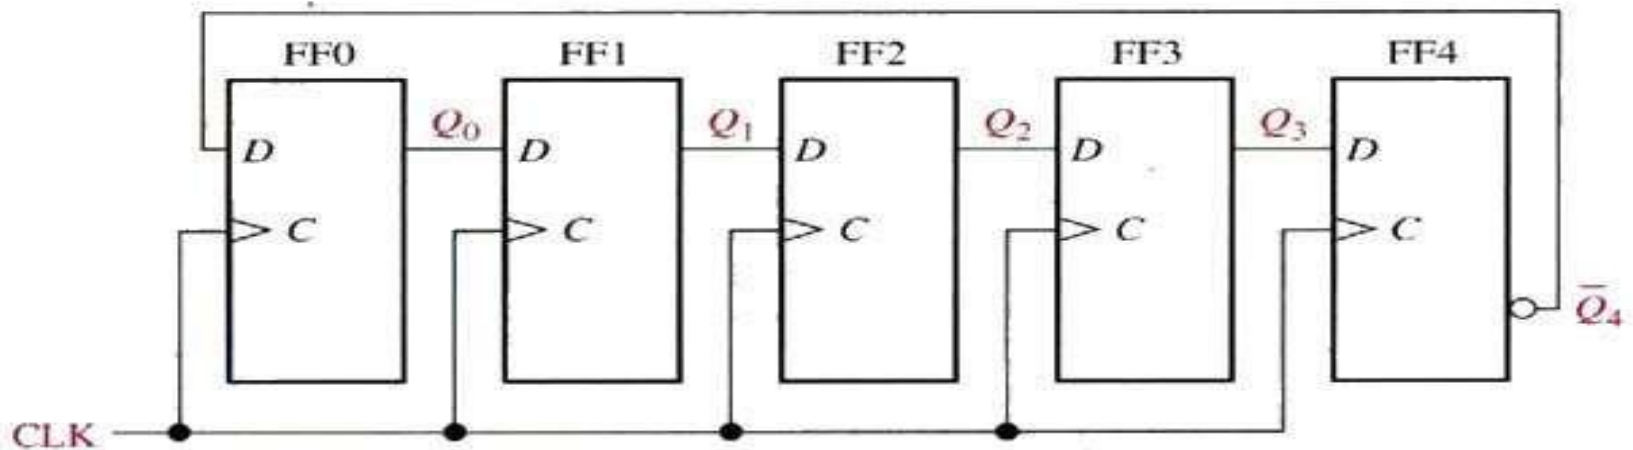 FF0 FF1 FF2 FF3 FF4
Q0 Q1 Q2 Q3
D D D D D
C C C C C
Q̅4
CLK